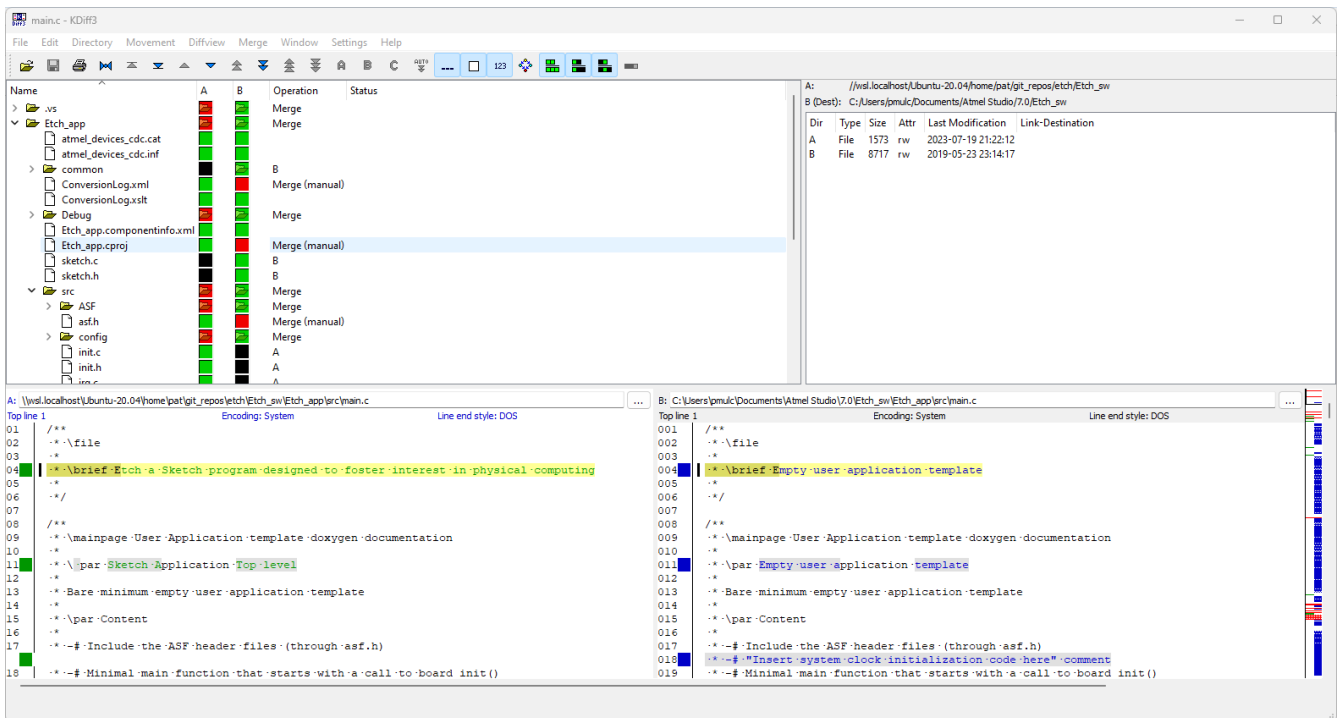 main.c - KDiff3
File Edit Directory Movement Diffview Merge Window Settings Help
A B C AUTO 123
Name A B Operation Status
.vs Merge
Etch_app Merge
atmel_devices_cdc.cat
atmel_devices_cdc.inf
common B
ConversionLog.xml Merge (manual)
ConversionLog.xslt
Debug Merge
Etch_app.componentinfo.xml
Etch_app.cproj Merge (manual)
sketch.c B
sketch.h B
src Merge
ASF Merge
asf.h Merge (manual)
config Merge
init.c A
init.h A
irq.c A
A: //wsl.localhost/Ubuntu-20.04/home/pat/git_repos/etch/Etch_sw
B (Dest): C:/Users/pmulc/Documents/Atmel Studio/7.0/Etch_sw
Dir Type Size Attr Last Modification Link-Destination
A File 1573 rw 2023-07-19 21:22:12
B File 8717 rw 2019-05-23 23:14:17
A: \\wsl.localhost\Ubuntu-20.04\home\pat\git_repos\etch\Etch_sw\Etch_app\src\main.c ...
Top line 1 Encoding: System Line end style: DOS
01 /**
02 ·*·\file
03 ·*
04 ·*·\brief·Etch·a·Sketch·program·designed·to·foster·interest·in·physical·computing
05 ·*
06 ·*/
07
08 /**
09 ·*·\mainpage·User·Application·template·doxygen·documentation
10 ·*
11 ·*·\·par·Sketch·Application·Top·level
12 ·*
13 ·*·Bare·minimum·empty·user·application·template
14 ·*
15 ·*·\par·Content
16 ·*
17 ·*·-#·Include·the·ASF·header·files·(through·asf.h)
18 ·*·-#·Minimal·main·function·that·starts·with·a·call·to·board_init()
B: C:\Users\pmulc\Documents\Atmel Studio\7.0\Etch_sw\Etch_app\src\main.c ...
Top line 1 Encoding: System Line end style: DOS
001 /**
002 ·*·\file
003 ·*
004 ·*·\brief·Empty·user·application·template
005 ·*
006 ·*/
007
008 /**
009 ·*·\mainpage·User·Application·template·doxygen·documentation
010 ·*
011 ·*·\par·Empty·user·application·template
012 ·*
013 ·*·Bare·minimum·empty·user·application·template
014 ·*
015 ·*·\par·Content
016 ·*
017 ·*·-#·Include·the·ASF·header·files·(through·asf.h)
018 ·*·-#·"Insert·system·clock·initialization·code·here"·comment
019 ·*·-#·Minimal·main·function·that·starts·with·a·call·to·board_init()